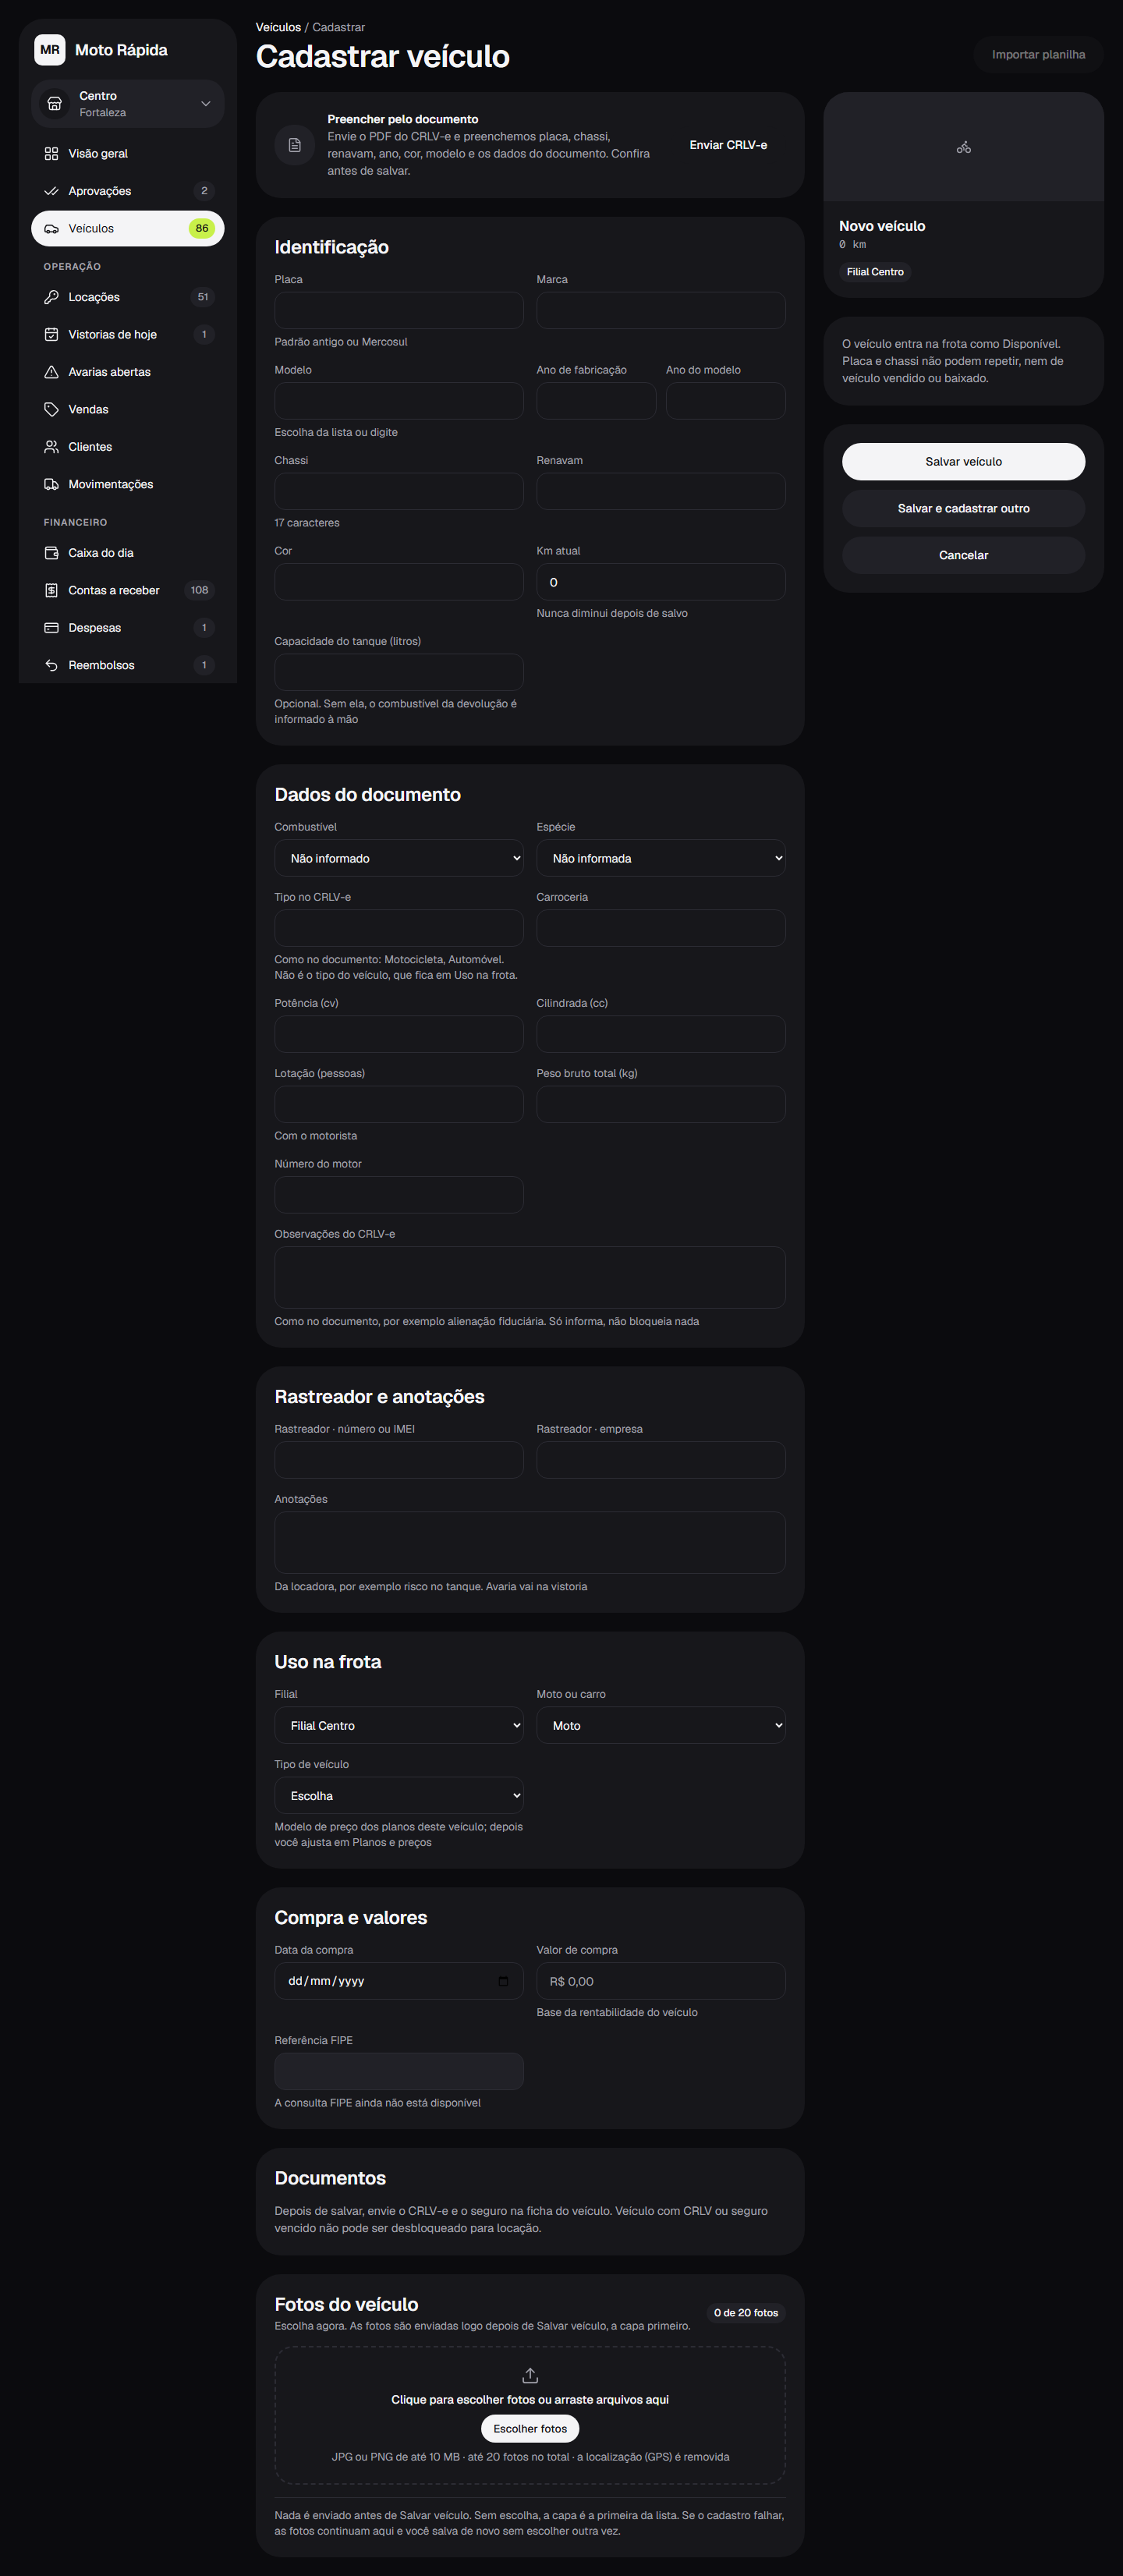 MR
Moto Rápida
Centro
Fortaleza
Visão geral
Aprovações 2
Veículos 86
OPERAÇÃO
Locações 51
Vistorias de hoje 1
Avarias abertas
Vendas
Clientes
Movimentações
FINANCEIRO
Caixa do dia
Contas a receber 108
Despesas 1
Reembolsos 1
Veículos / Cadastrar
Cadastrar veículo
Importar planilha
Preencher pelo documento
Envie o PDF do CRLV-e e preenchemos placa, chassi,
renavam, ano, cor, modelo e os dados do documento. Confira
antes de salvar.
Enviar CRLV-e
Identificação
Placa
Marca
Padrão antigo ou Mercosul
Modelo
Ano de fabricação
Ano do modelo
Escolha da lista ou digite
Chassi
Renavam
17 caracteres
Cor
Km atual
0
Nunca diminui depois de salvo
Capacidade do tanque (litros)
Opcional. Sem ela, o combustível da devolução é
informado à mão
Dados do documento
Combustível
Espécie
Não informado
Não informada
Tipo no CRLV-e
Carroceria
Como no documento: Motocicleta, Automóvel.
Não é o tipo do veículo, que fica em Uso na frota.
Potência (cv)
Cilindrada (cc)
Lotação (pessoas)
Peso bruto total (kg)
Com o motorista
Número do motor
Observações do CRLV-e
Como no documento, por exemplo alienação fiduciária. Só informa, não bloqueia nada
Rastreador e anotações
Rastreador · número ou IMEI
Rastreador · empresa
Anotações
Da locadora, por exemplo risco no tanque. Avaria vai na vistoria
Uso na frota
Filial
Moto ou carro
Filial Centro
Moto
Tipo de veículo
Escolha
Modelo de preço dos planos deste veículo; depois
você ajusta em Planos e preços
Compra e valores
Data da compra
Valor de compra
dd/mm/yyyy
R$ 0,00
Base da rentabilidade do veículo
Referência FIPE
A consulta FIPE ainda não está disponível
Documentos
Depois de salvar, envie o CRLV-e e o seguro na ficha do veículo. Veículo com CRLV ou seguro
vencido não pode ser desbloqueado para locação.
Fotos do veículo
Escolha agora. As fotos são enviadas logo depois de Salvar veículo, a capa primeiro.
0 de 20 fotos
Clique para escolher fotos ou arraste arquivos aqui
Escolher fotos
JPG ou PNG de até 10 MB · até 20 fotos no total · a localização (GPS) é removida
Nada é enviado antes de Salvar veículo. Sem escolha, a capa é a primeira da lista. Se o cadastro falhar,
as fotos continuam aqui e você salva de novo sem escolher outra vez.
Novo veículo
0 km
Filial Centro
O veículo entra na frota como Disponível.
Placa e chassi não podem repetir, nem de
veículo vendido ou baixado.
Salvar veículo
Salvar e cadastrar outro
Cancelar